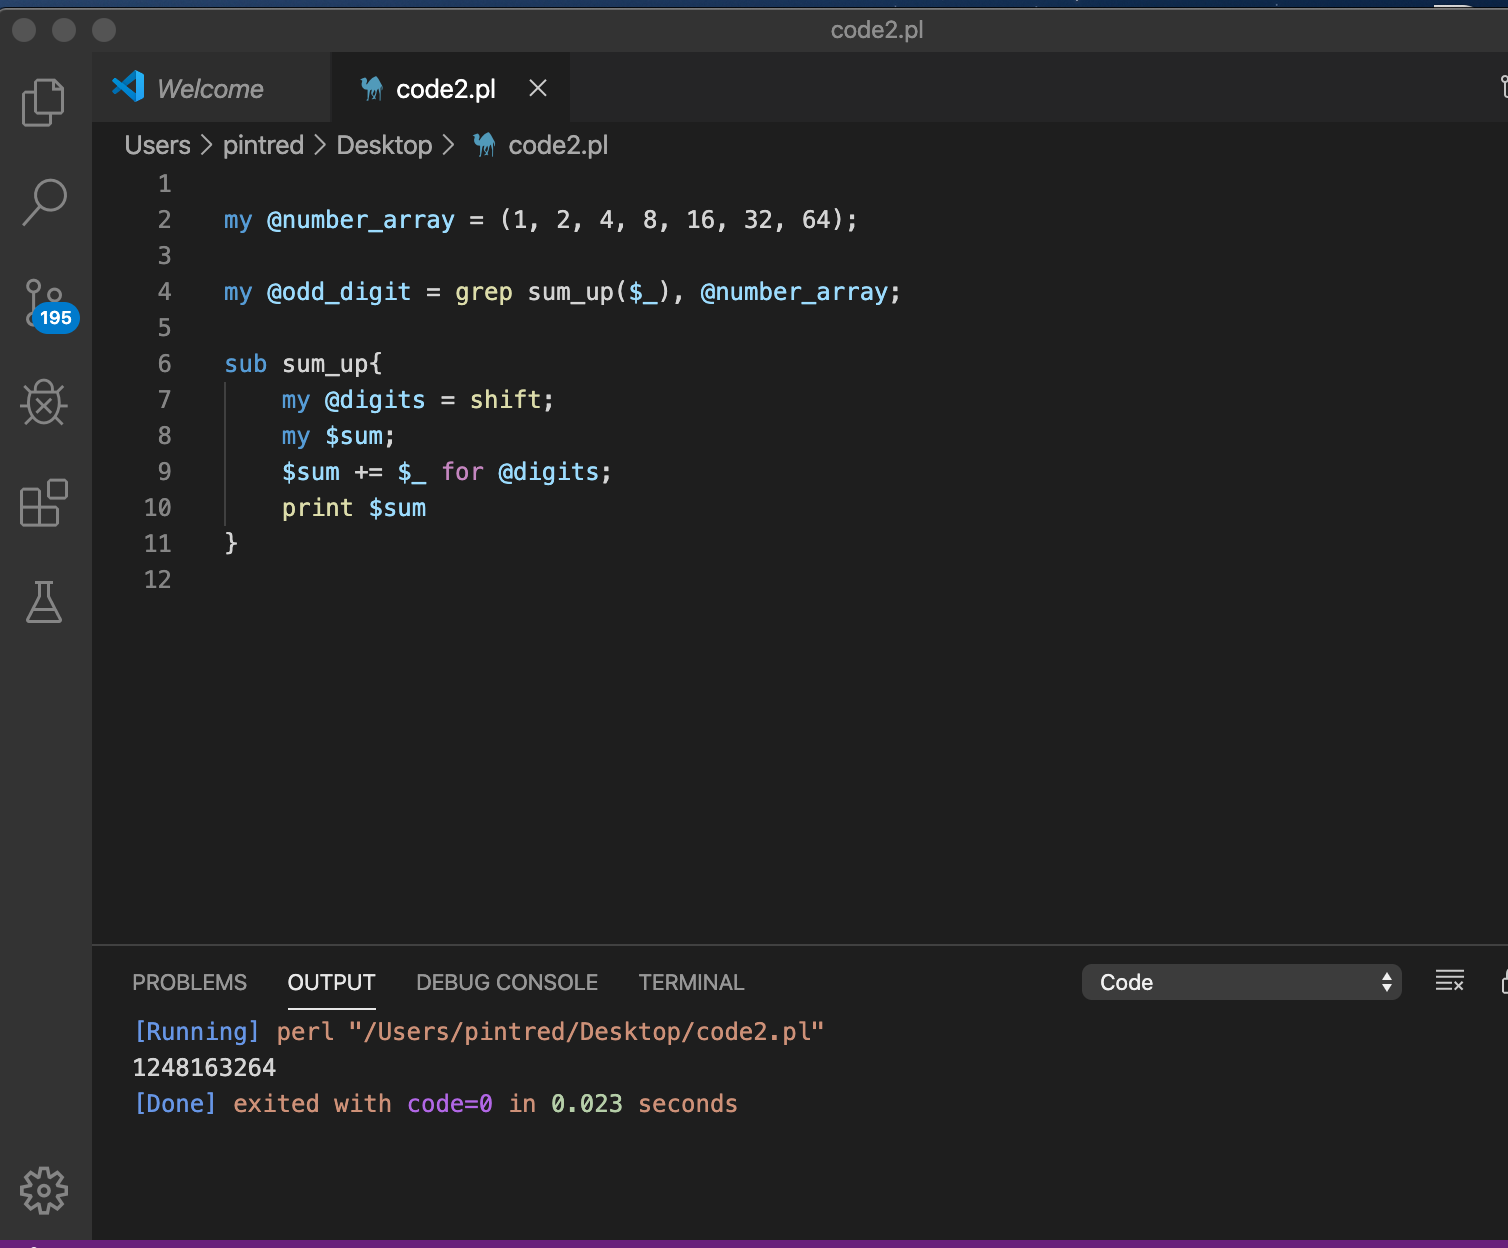 code2.pl
Welcome
code2.pl
Users > pintred > Desktop > code2.pl
1
2 my @number_array = (1, 2, 4, 8, 16, 32, 64);
3
4 my @odd_digit = grep sum_up($_), @number_array;
5
6 sub sum_up{
7 my @digits = shift;
8 my $sum;
9 $sum += $_ for @digits;
10 print $sum
11 }
12
195
PROBLEMS OUTPUT DEBUG CONSOLE TERMINAL Code
[Running] perl "/Users/pintred/Desktop/code2.pl"
1248163264
[Done] exited with code=0 in 0.023 seconds